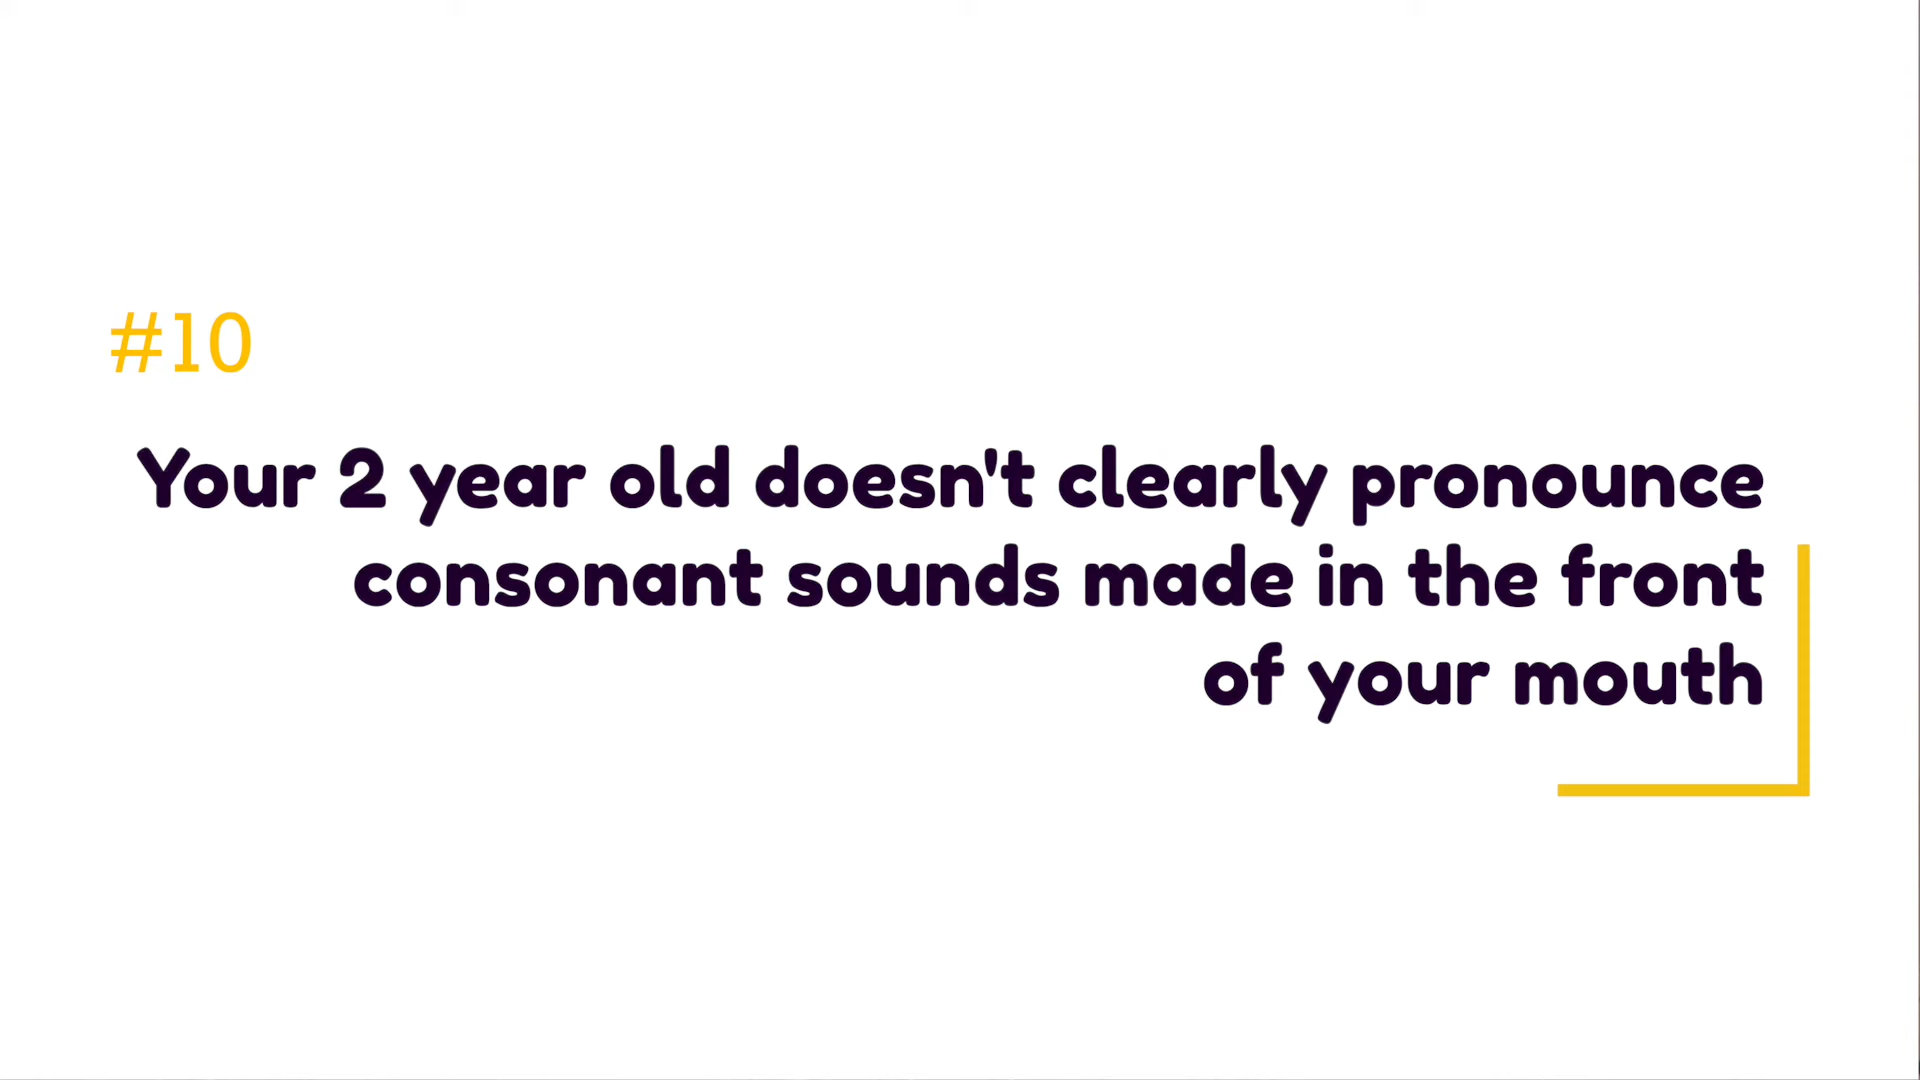 #10
Your 2 year old doesn't clearly pronounce
consonant sounds made in the front
of your mouth